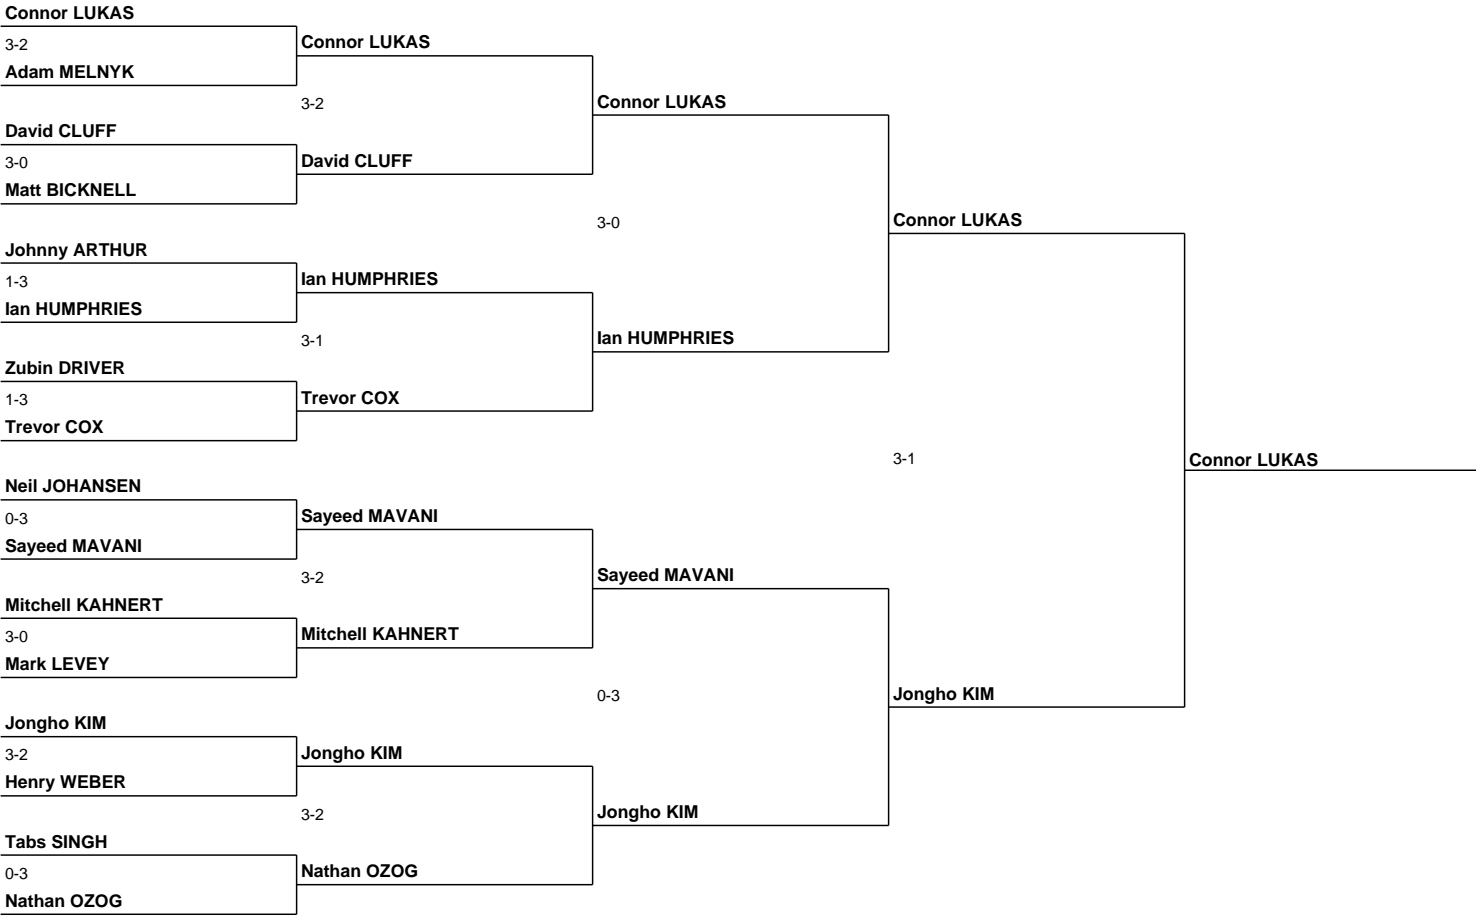 Connor LUKAS
3-2
Adam MELNYK
David CLUFF
3-0
Matt BICKNELL
Johnny ARTHUR
1-3
Ian HUMPHRIES
Zubin DRIVER
1-3
Trevor COX
Neil JOHANSEN
0-3
Sayeed MAVANI
Mitchell KAHNERT
3-0
Mark LEVEY
Jongho KIM
3-2
Henry WEBER
Tabs SINGH
0-3
Nathan OZOG
Connor LUKAS
3-2
David CLUFF
Ian HUMPHRIES
3-1
Trevor COX
Sayeed MAVANI
3-2
Mitchell KAHNERT
Jongho KIM
3-2
Nathan OZOG
Connor LUKAS
3-0
Ian HUMPHRIES
Sayeed MAVANI
0-3
Jongho KIM
Connor LUKAS
3-1
Jongho KIM
Connor LUKAS